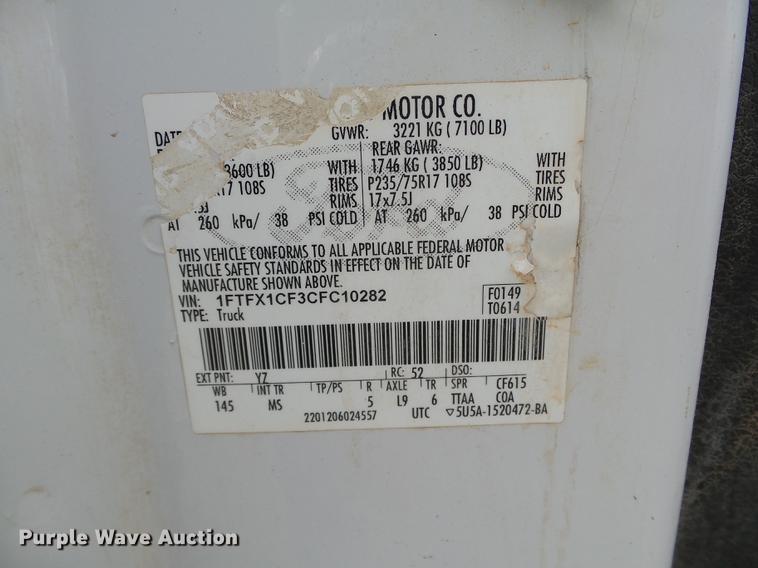 MOTOR CO.
DATE
GVWR: 3221 KG ( 7100 LB)
REAR GAWR:
3600 LB) WITH 1746 KG ( 3850 LB) WITH
R17 108S TIRES P235/75R17 108S TIRES
.5J RIMS 17x7.5J RIMS
AT 260 kPa/ 38 PSI COLD AT 260 kPa/ 38 PSI COLD
THIS VEHICLE CONFORMS TO ALL APPLICABLE FEDERAL MOTOR
VEHICLE SAFETY STANDARDS IN EFFECT ON THE DATE OF
MANUFACTURE SHOWN ABOVE.
VIN: 1FTFX1CF3CFC10282 F0149
TYPE: Truck T0614
EXT PNT: YZ RC: 52 DSO:
WB INT TR TP/PS R AXLE TR SPR CF615
145 MS 5 L9 6 TTAA COA
2201206024557 UTC ▽5U5A-1520472-BA
Purple Wave Auction